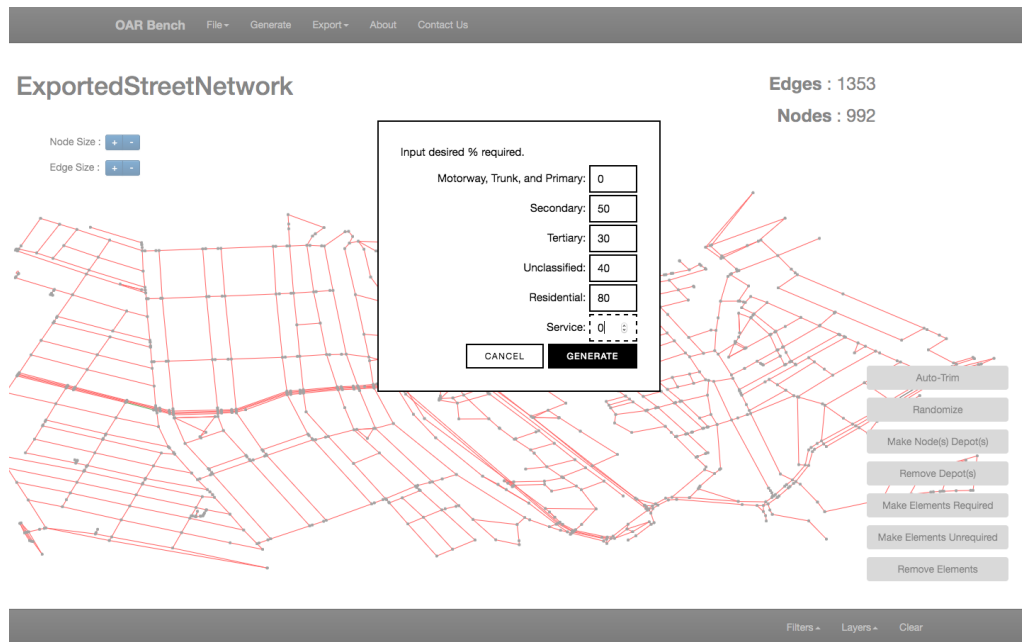 OAR Bench File Generate Export About Contact Us
ExportedStreetNetwork
Edges : 1353
Nodes : 992
Node Size : + -
Edge Size : + -
Input desired % required.
Motorway, Trunk, and Primary: 0
Secondary: 50
Tertiary: 30
Unclassified: 40
Residential: 80
Service: 0
CANCEL GENERATE
Auto-Trim
Randomize
Make Node(s) Depot(s)
Remove Depot(s)
Make Elements Required
Make Elements Unrequired
Remove Elements
Filters Layers Clear